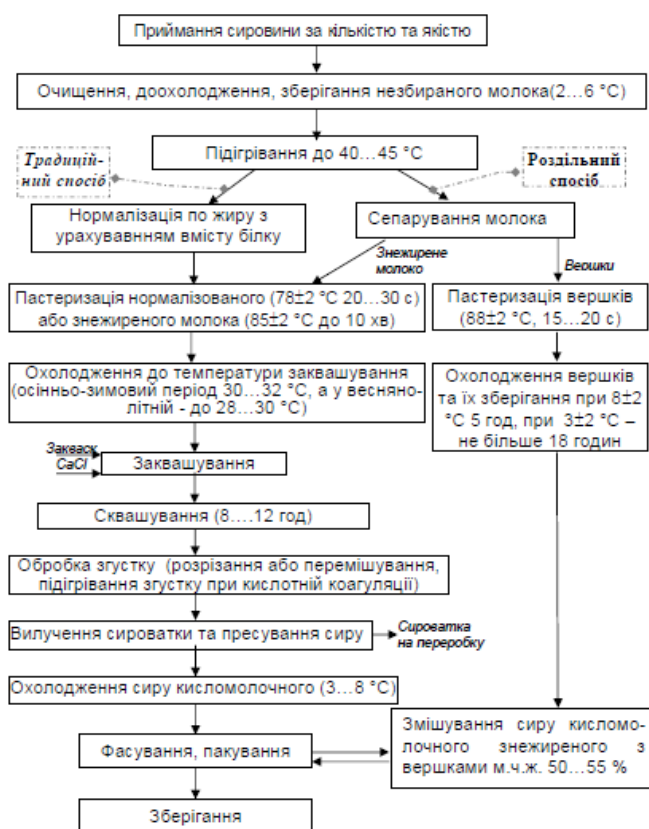 Приймання сировини за кількістю та якістю
Очищення, доохолодження, зберігання незбираного молока(2...6 °С)
Підігрівання до 40...45 °С
Традицій-
ний спосіб
Роздільний
спосіб
Нормалізація по жиру з
урахуванням вмісту білку
Сепарування молока
Знежирене
молоко
Вершки
Пастеризація нормалізованого (78±2 °С 20...30 с)
або знежиреного молока (85±2 °С до 10 хв)
Пастеризація вершків
(88±2 °С, 15...20 с)
Охолодження до температури заквашування
(осінньо-зимовий період 30...32 °С, а у весняно-
літній - до 28...30 °С)
Охолодження вершків
та їх зберігання при 8±2
°С 5 год, при 3±2 °С –
не більше 18 годин
Закваск
CaCl
Заквашування
Сквашування (8....12 год)
Обробка згустку (розрізання або перемішування,
підігрівання згустку при кислотній коагуляції)
Вилучення сироватки та пресування сиру
Сироватка
на переробку
Охолодження сиру кисломолочного (3...8 °С)
Фасування, пакування
Змішування сиру кисломо-
лочного знежиреного з
вершками м.ч.ж. 50...55 %
Зберігання